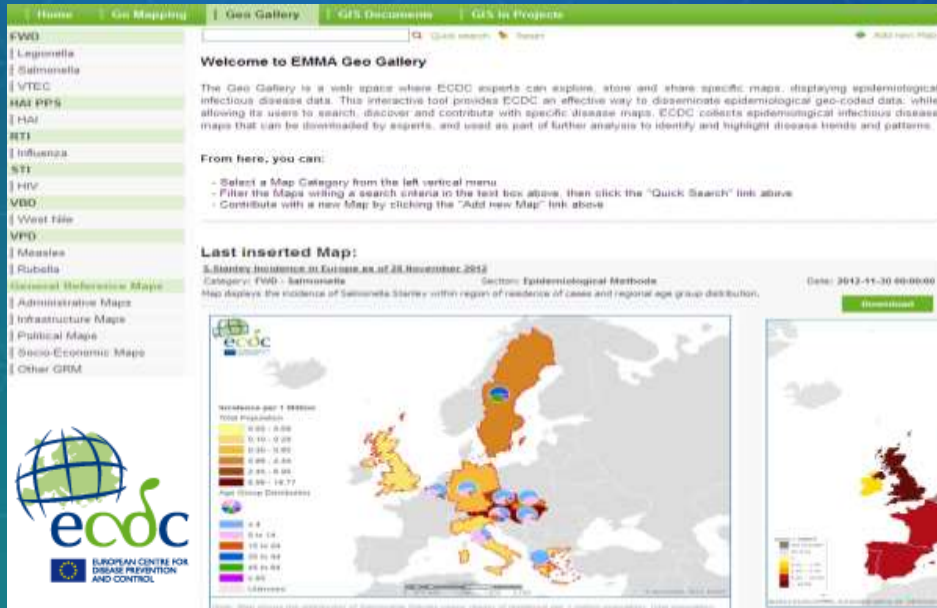 Home
Go Mapping
Geo Gallery
GIS Documents
GIS in Projects
FWD
Legionella
Salmonella
VTEC
HAI PPS
HAI
RTI
Influenza
STI
HIV
VBD
West Nile
VPD
Measles
Rubella
General Reference Maps
Administrative Maps
Infrastructure Maps
Political Maps
Socio-Economic Maps
Other GRM
Quick search
Add new Map
Welcome to EMMA Geo Gallery
The Geo Gallery is a web space where ECDC experts can explore, store and share specific maps, displaying epidemiological
infectious disease data. This interactive tool provides ECDC an effective way to disseminate epidemiological geo-coded data, while
allowing its users to search, discover and contribute with specific disease maps. ECDC collects epidemiological infectious disease
maps that can be downloaded by experts, and used as part of further analysis to identify and highlight disease trends and patterns.
From here, you can:
- Select a Map Category from the left vertical menu
- Filter the Maps writing a search criteria in the text box above, then click the "Quick Search" link above
- Contribute with a new Map by clicking the "Add new Map" link above
Last inserted Map:
S.Stanley Incidence in Europe as of 28 November 2012
Category: FWD - Salmonella
Section: Epidemiological Methods
Date: 2012-11-30 00:00:00
Map displays the incidence of Salmonella Stanley within region of residence of cases and regional age group distribution.
Download
ecdc
Incidence per 1 Million
Total Population
Age Group Distribution
Unknown
ecdc
EUROPEAN CENTRE FOR
DISEASE PREVENTION
AND CONTROL